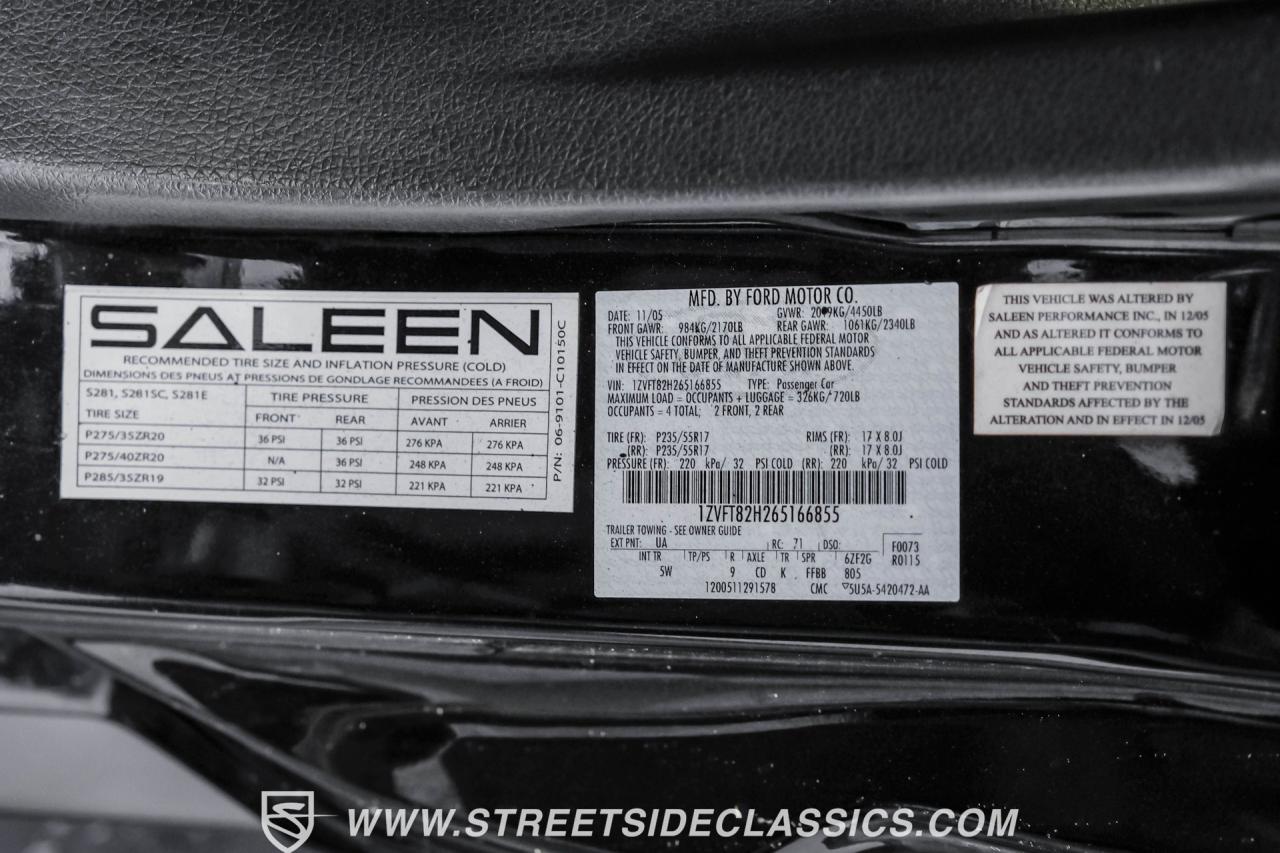 SALEEN
RECOMMENDED TIRE SIZE AND INFLATION PRESSURE (COLD)
DIMENSIONS DES PNEUS AT PRESSIONS DE GONDLAGE RECOMMANDEES (A FROID)
S281, S281SC, S281E TIRE PRESSURE PRESSION DES PNEUS
TIRE SIZE FRONT REAR AVANT ARRIER
P275/35ZR20 36 PSI 36 PSI 276 KPA 276 KPA
P275/40ZR20 N/A 36 PSI 248 KPA 248 KPA
P285/35ZR19 32 PSI 32 PSI 221 KPA 221 KPA
P/N: 06-9101-C10150C
MFD. BY FORD MOTOR CO.
DATE: 11/05 GVWR: KG/4450LB
FRONT GAWR: 984KG/2170LB REAR GAWR: 1061KG/2340LB
THIS VEHICLE CONFORMS TO ALL APPLICABLE FEDERAL MOTOR
VEHICLE SAFETY, BUMPER, AND THEFT PREVENTION STANDARDS
IN EFFECT ON THE DATE OF MANUFACTURE SHOWN ABOVE.
VIN: 1ZVFT82H265166855 TYPE: Passenger Car
MAXIMUM LOAD = OCCUPANTS + LUGGAGE = 326KG/720LB
OCCUPANTS = 4 TOTAL; 2 FRONT, 2 REAR
TIRE (FR): P235/55R17 RIMS (FR): 17 X 8.0J
(RR): P235/55R17 (RR): 17 X 8.0J
PRESSURE (FR): 220 kPa/ 32 PSI COLD (RR): 220 kPa/ 32 PSI COLD
1ZVFT82H265166855
TRAILER TOWING - SEE OWNER GUIDE
EXT PNT: UA RC: 71 DSO: F0073
INT TR TP/PS R AXLE TR SPR 6ZF2G R0115
5W 9 CD K FFBB 805
1200511291578 CMC 5U5A-5420472-AA
THIS VEHICLE WAS ALTERED BY
SALEEN PERFORMANCE INC., IN 12/05
AND AS ALTERED IT CONFORMS TO
ALL APPLICABLE FEDERAL MOTOR
VEHICLE SAFETY, BUMPER
AND THEFT PREVENTION
STANDARDS AFFECTED BY THE
ALTERATION AND IN EFFECT IN 12/05
WWW.STREETSIDECLASSICS.COM